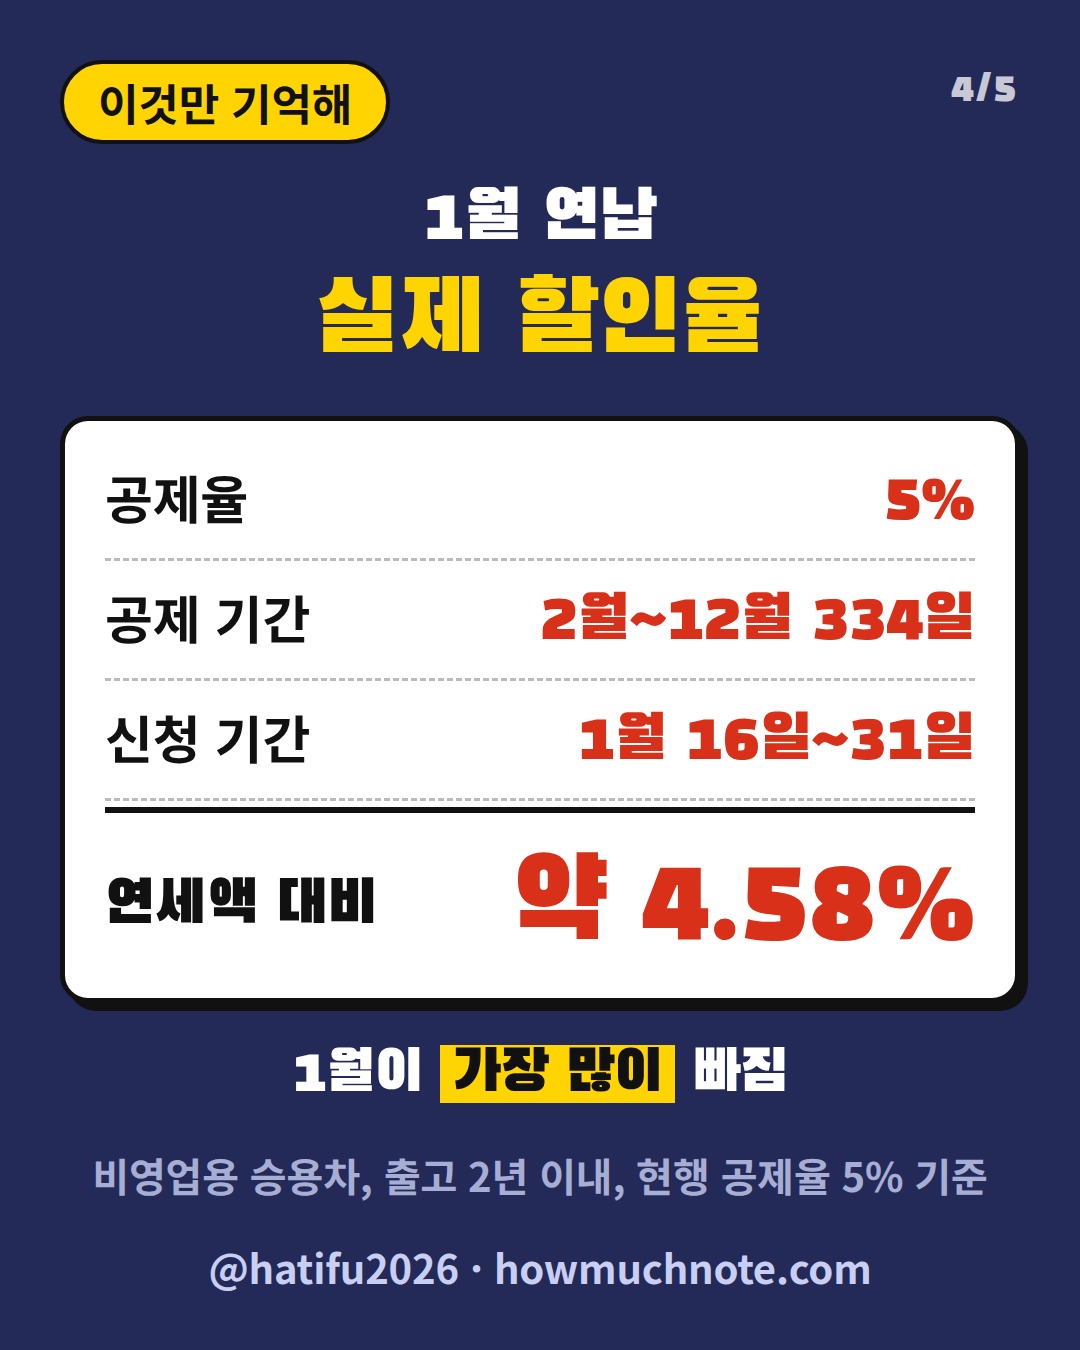 이것만 기억해
4/5
1월 연납
실제 할인율
공제율 5%
공제 기간 2월~12월 334일
신청 기간 1월 16일~31일
연세액 대비 약 4.58%
1월이 가장 많이 빠짐
비영업용 승용차, 출고 2년 이내, 현행 공제율 5% 기준
@hatifu2026 · howmuchnote.com